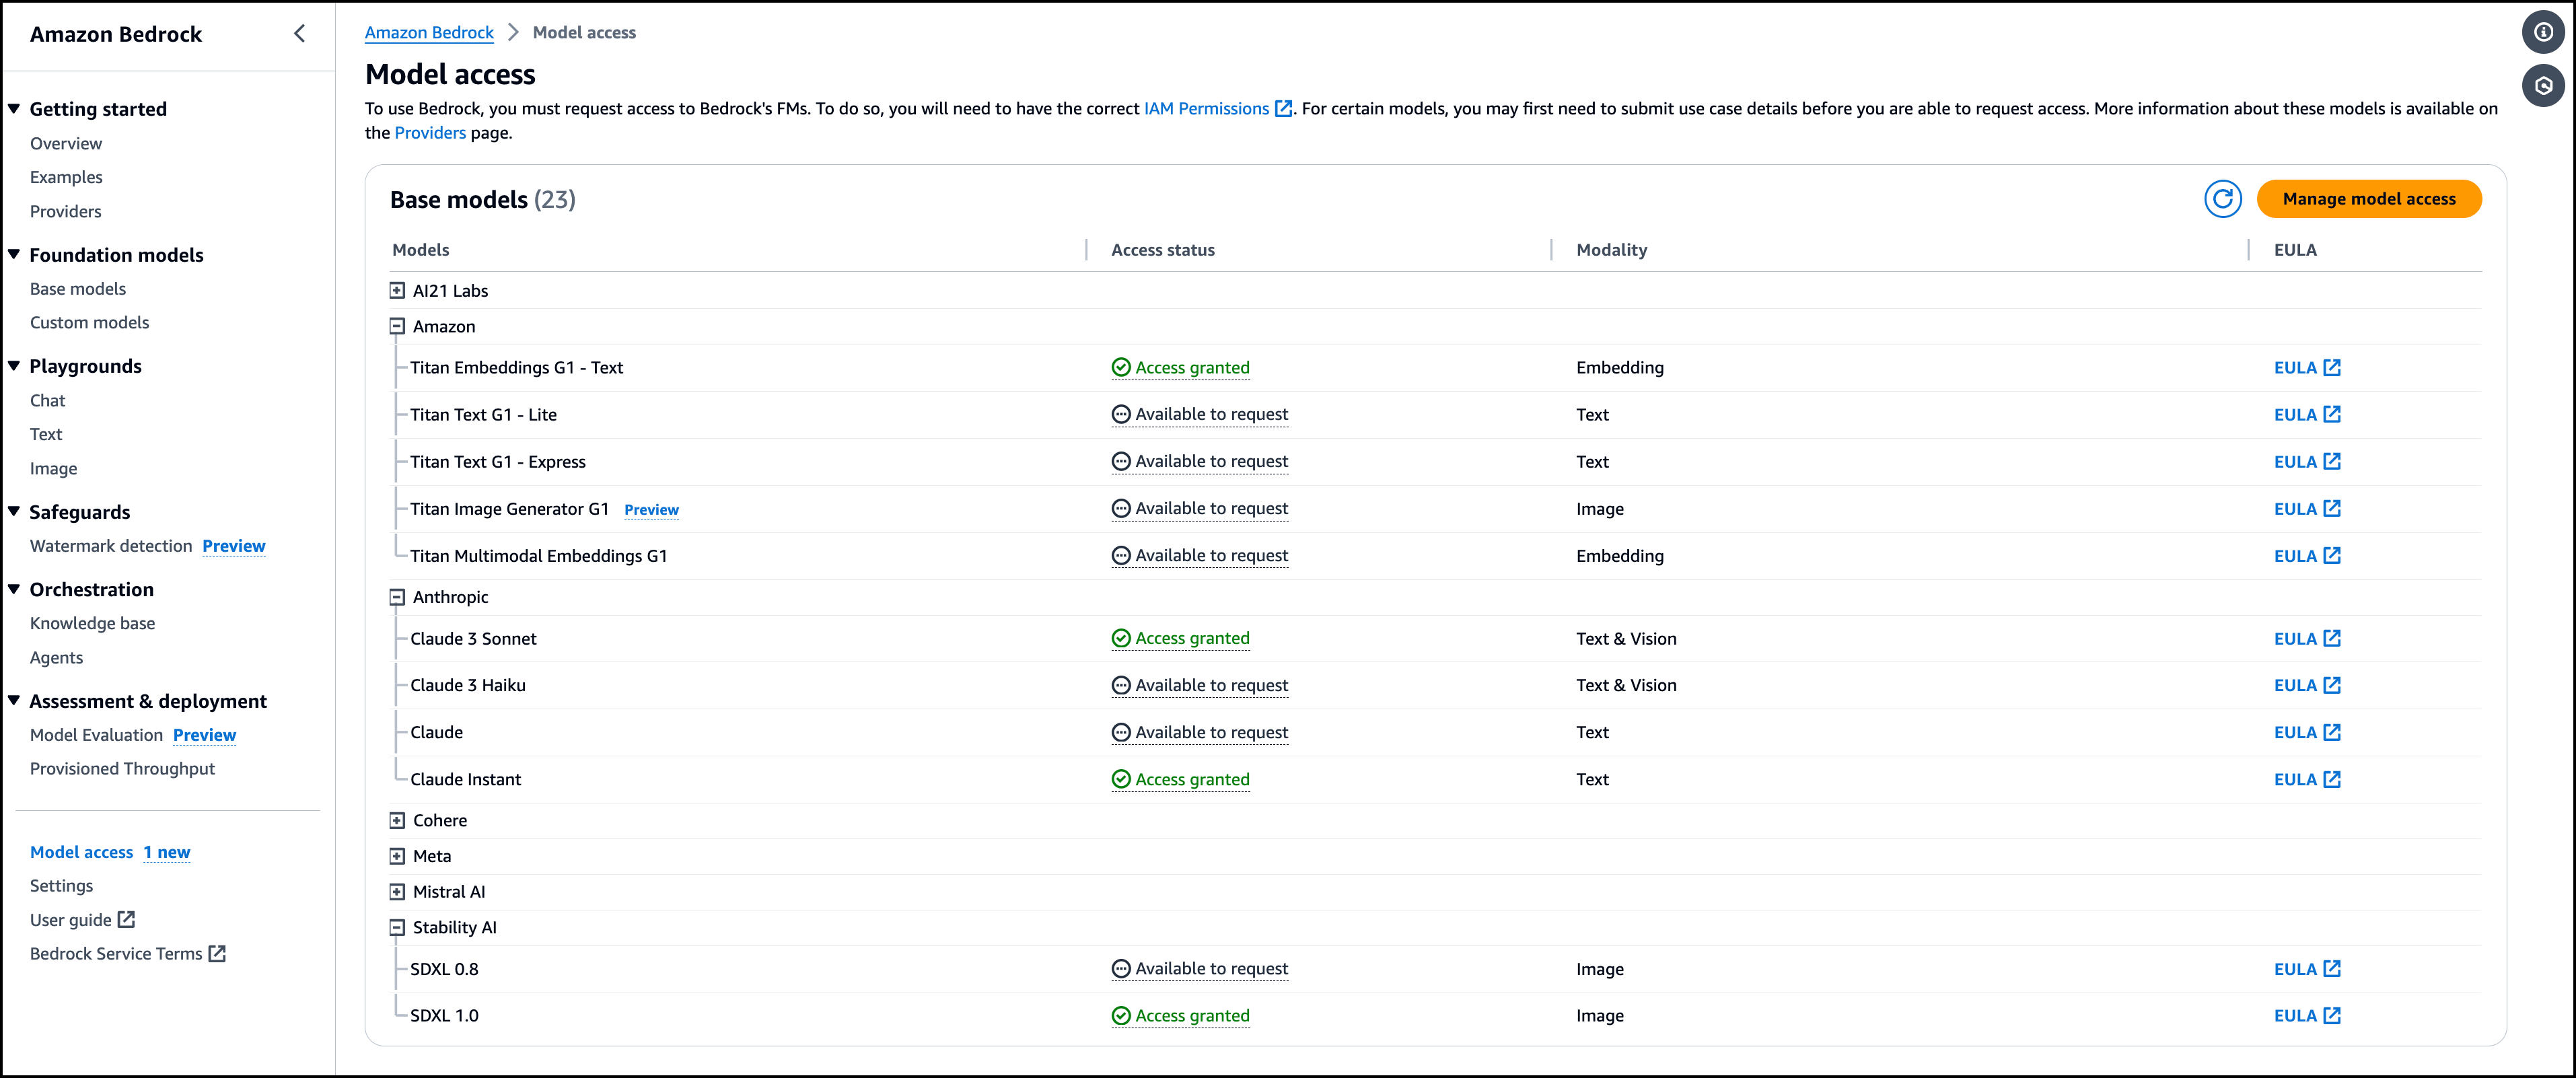 Amazon Bedrock
Getting started
Overview
Examples
Providers
Foundation models
Base models
Custom models
Playgrounds
Chat
Text
Image
Safeguards
Watermark detection Preview
Orchestration
Knowledge base
Agents
Assessment & deployment
Model Evaluation Preview
Provisioned Throughput
Model access 1 new
Settings
User guide
Bedrock Service Terms
Amazon Bedrock > Model access
Model access
To use Bedrock, you must request access to Bedrock's FMs. To do so, you will need to have the correct IAM Permissions. For certain models, you may first need to submit use case details before you are able to request access. More information about these models is available on
the Providers page.
Base models (23)
Manage model access
Models Access status Modality EULA
AI21 Labs
Amazon
Titan Embeddings G1 - Text Access granted Embedding EULA
Titan Text G1 - Lite Available to request Text EULA
Titan Text G1 - Express Available to request Text EULA
Titan Image Generator G1 Preview Available to request Image EULA
Titan Multimodal Embeddings G1 Available to request Embedding EULA
Anthropic
Claude 3 Sonnet Access granted Text & Vision EULA
Claude 3 Haiku Available to request Text & Vision EULA
Claude Available to request Text EULA
Claude Instant Access granted Text EULA
Cohere
Meta
Mistral AI
Stability AI
SDXL 0.8 Available to request Image EULA
SDXL 1.0 Access granted Image EULA